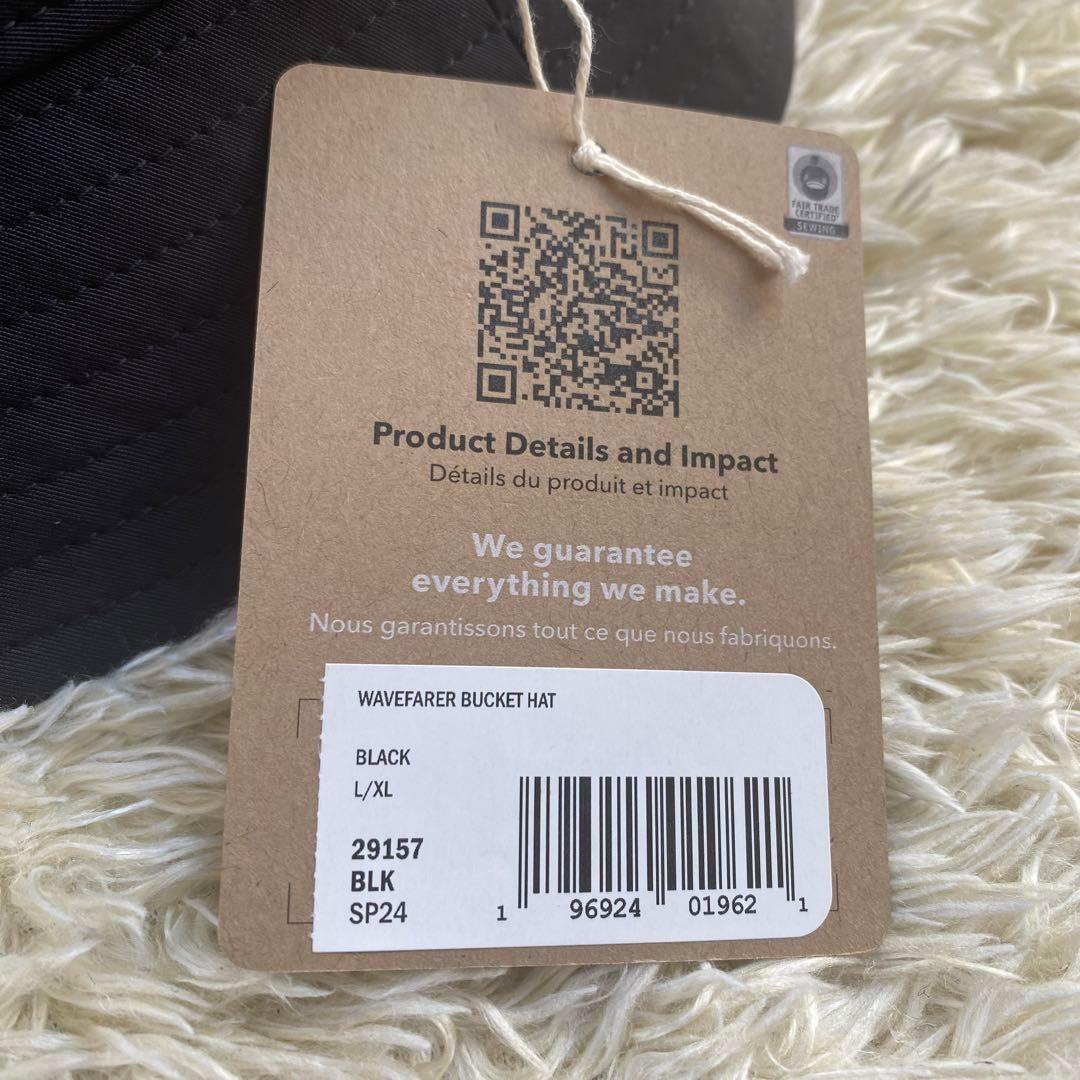 FAIR TRADE
CERTIFIED
SEWING
Product Details and Impact
Détails du produit et impact
We guarantee
everything we make.
Nous garantissons tout ce que nous fabriquons.
WAVEFARER BUCKET HAT
BLACK
L/XL
29157
BLK
SP24
1 96924 01962 1